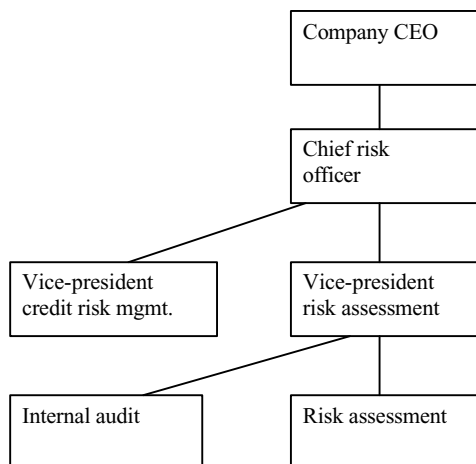 Company CEO
Chief risk
officer
Vice-president
credit risk mgmt.
Vice-president
risk assessment
Internal audit
Risk assessment